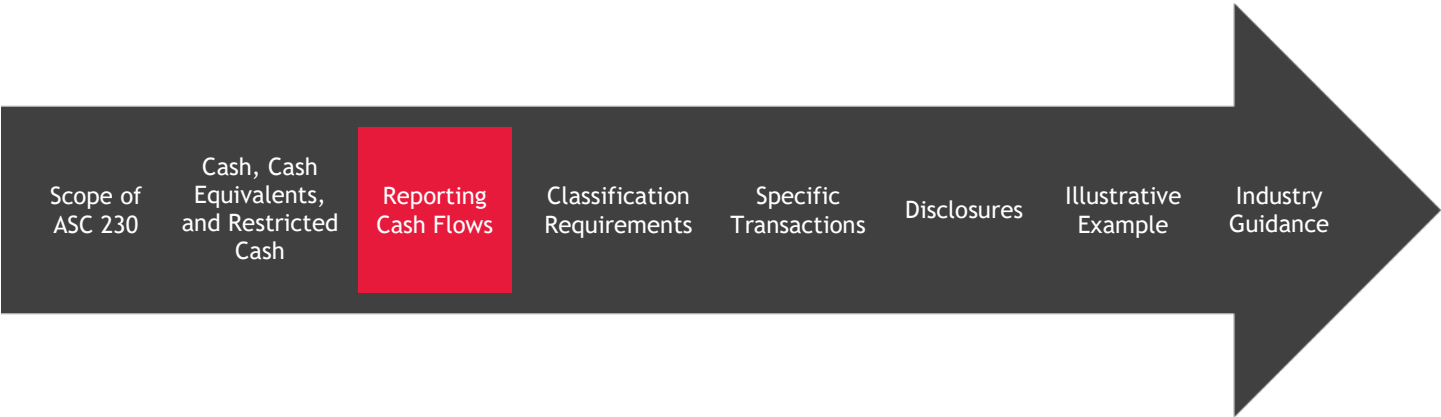 Scope of
ASC 230
Cash, Cash
Equivalents,
and Restricted
Cash
Reporting
Cash Flows
Classification
Requirements
Specific
Transactions
Disclosures
Illustrative
Example
Industry
Guidance